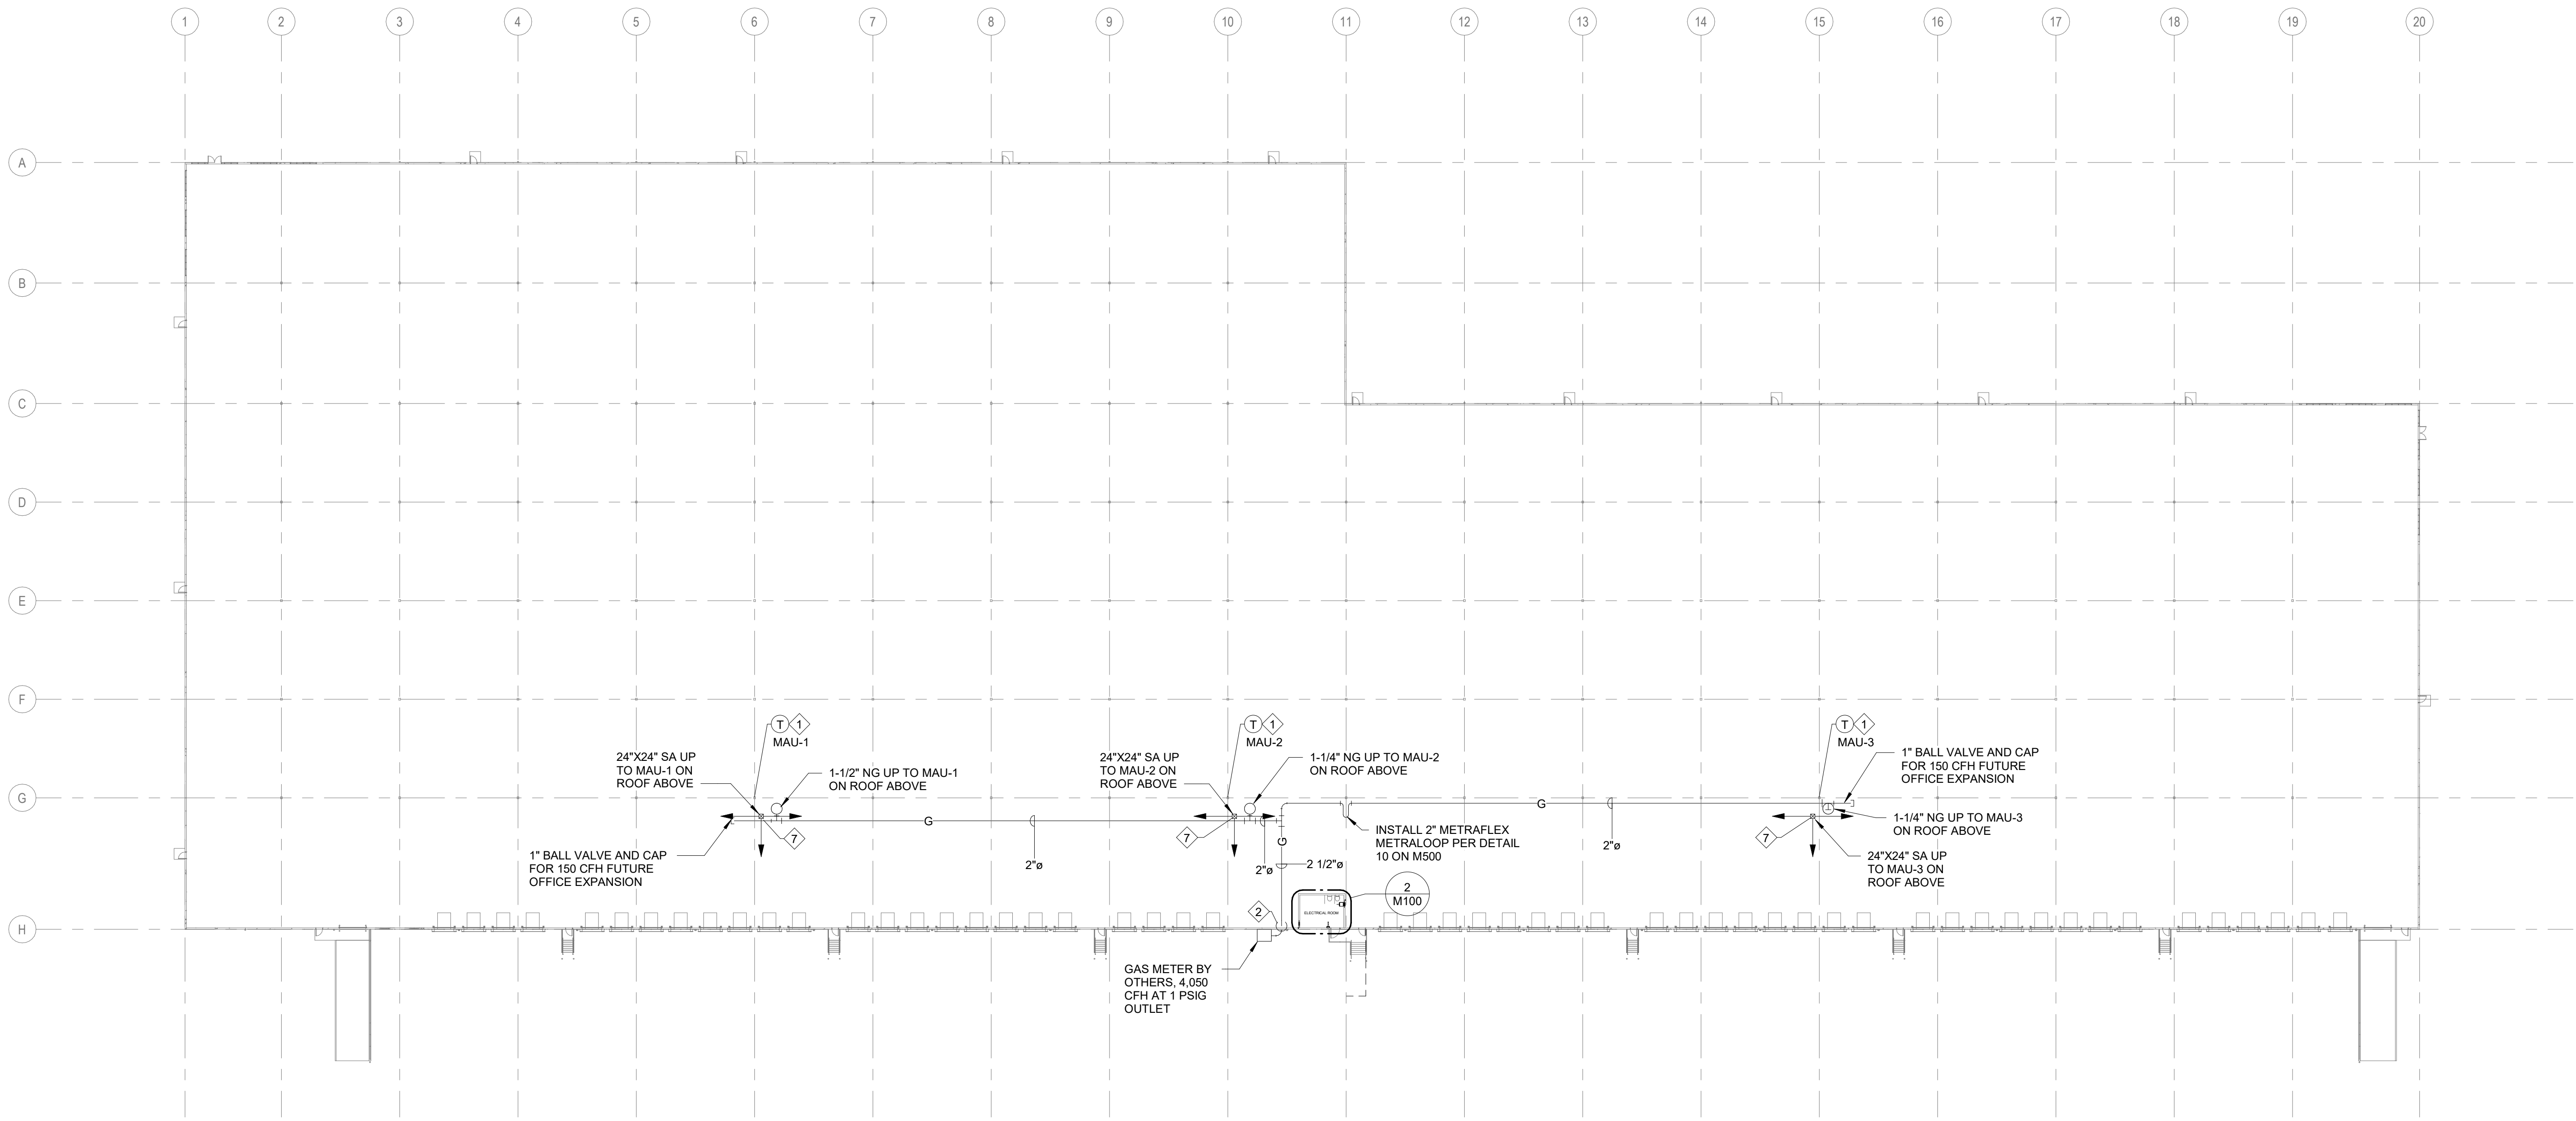 1 2 3 4 5 6 7 8 9 10 11 12 13 14 15 16 17 18 19 20
A
B
C
D
E
F
G
H
T 1
MAU-1
24"X24" SA UP
TO MAU-1 ON
ROOF ABOVE
1-1/2" NG UP TO MAU-1
ON ROOF ABOVE
7
1" BALL VALVE AND CAP
FOR 150 CFH FUTURE
OFFICE EXPANSION
G
2"ø
T 1
MAU-2
24"X24" SA UP
TO MAU-2 ON
ROOF ABOVE
1-1/4" NG UP TO MAU-2
ON ROOF ABOVE
7
2"ø
G
2 1/2"ø
INSTALL 2" METRAFLEX
METRALOOP PER DETAIL
10 ON M500
G
2"ø
T 1
MAU-3
1" BALL VALVE AND CAP
FOR 150 CFH FUTURE
OFFICE EXPANSION
1-1/4" NG UP TO MAU-3
ON ROOF ABOVE
7
24"X24" SA UP
TO MAU-3 ON
ROOF ABOVE
2
M100
ELECTRICAL ROOM
2
GAS METER BY
OTHERS, 4,050
CFH AT 1 PSIG
OUTLET